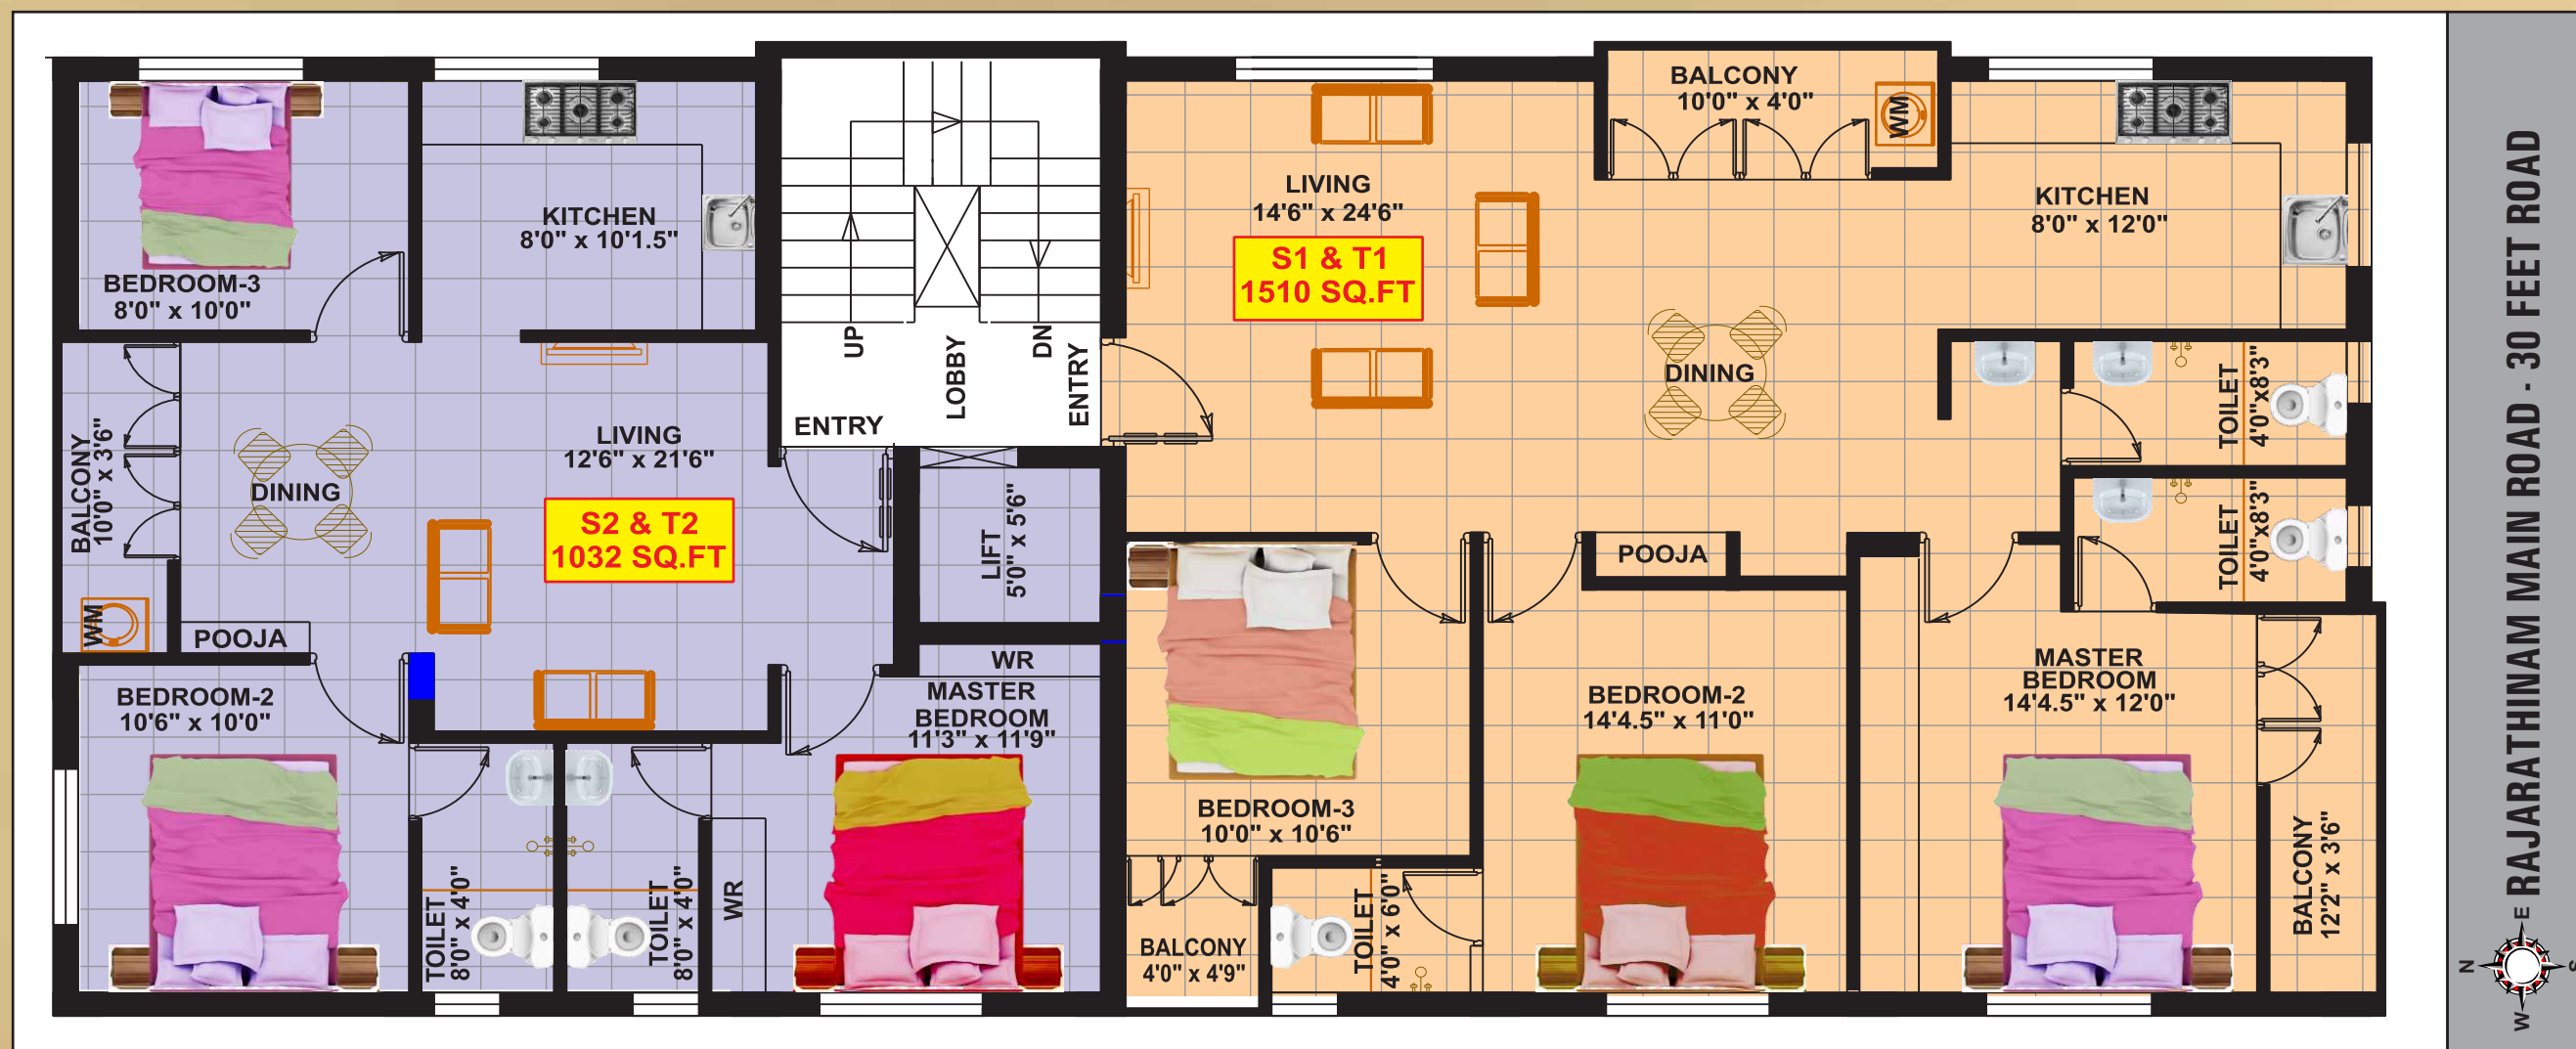 BEDROOM-3
8'0" x 10'0"
KITCHEN
8'0" x 10'1.5"
UP
LOBBY
DN
ENTRY
ENTRY
BALCONY
10'0" x 3'6"
WM
DINING
LIVING
12'6" x 21'6"
S2 & T2
1032 SQ.FT
POOJA
LIFT
5'0" x 5'6"
BEDROOM-2
10'6" x 10'0"
WR
MASTER
BEDROOM
11'3" x 11'9"
TOILET
8'0" x 4'0"
TOILET
8'0" x 4'0"
WR
LIVING
14'6" x 24'6"
S1 & T1
1510 SQ.FT
BALCONY
10'0" x 4'0"
WM
KITCHEN
8'0" x 12'0"
DINING
TOILET
4'0"x8'3"
TOILET
4'0"x8'3"
POOJA
BEDROOM-3
10'0" x 10'6"
BEDROOM-2
14'4.5" x 11'0"
MASTER
BEDROOM
14'4.5" x 12'0"
BALCONY
4'0" x 4'9"
TOILET
4'0" x 6'0"
BALCONY
12'2" x 3'6"
RAJARATHINAM MAIN ROAD - 30 FEET ROAD
E
N
S
W